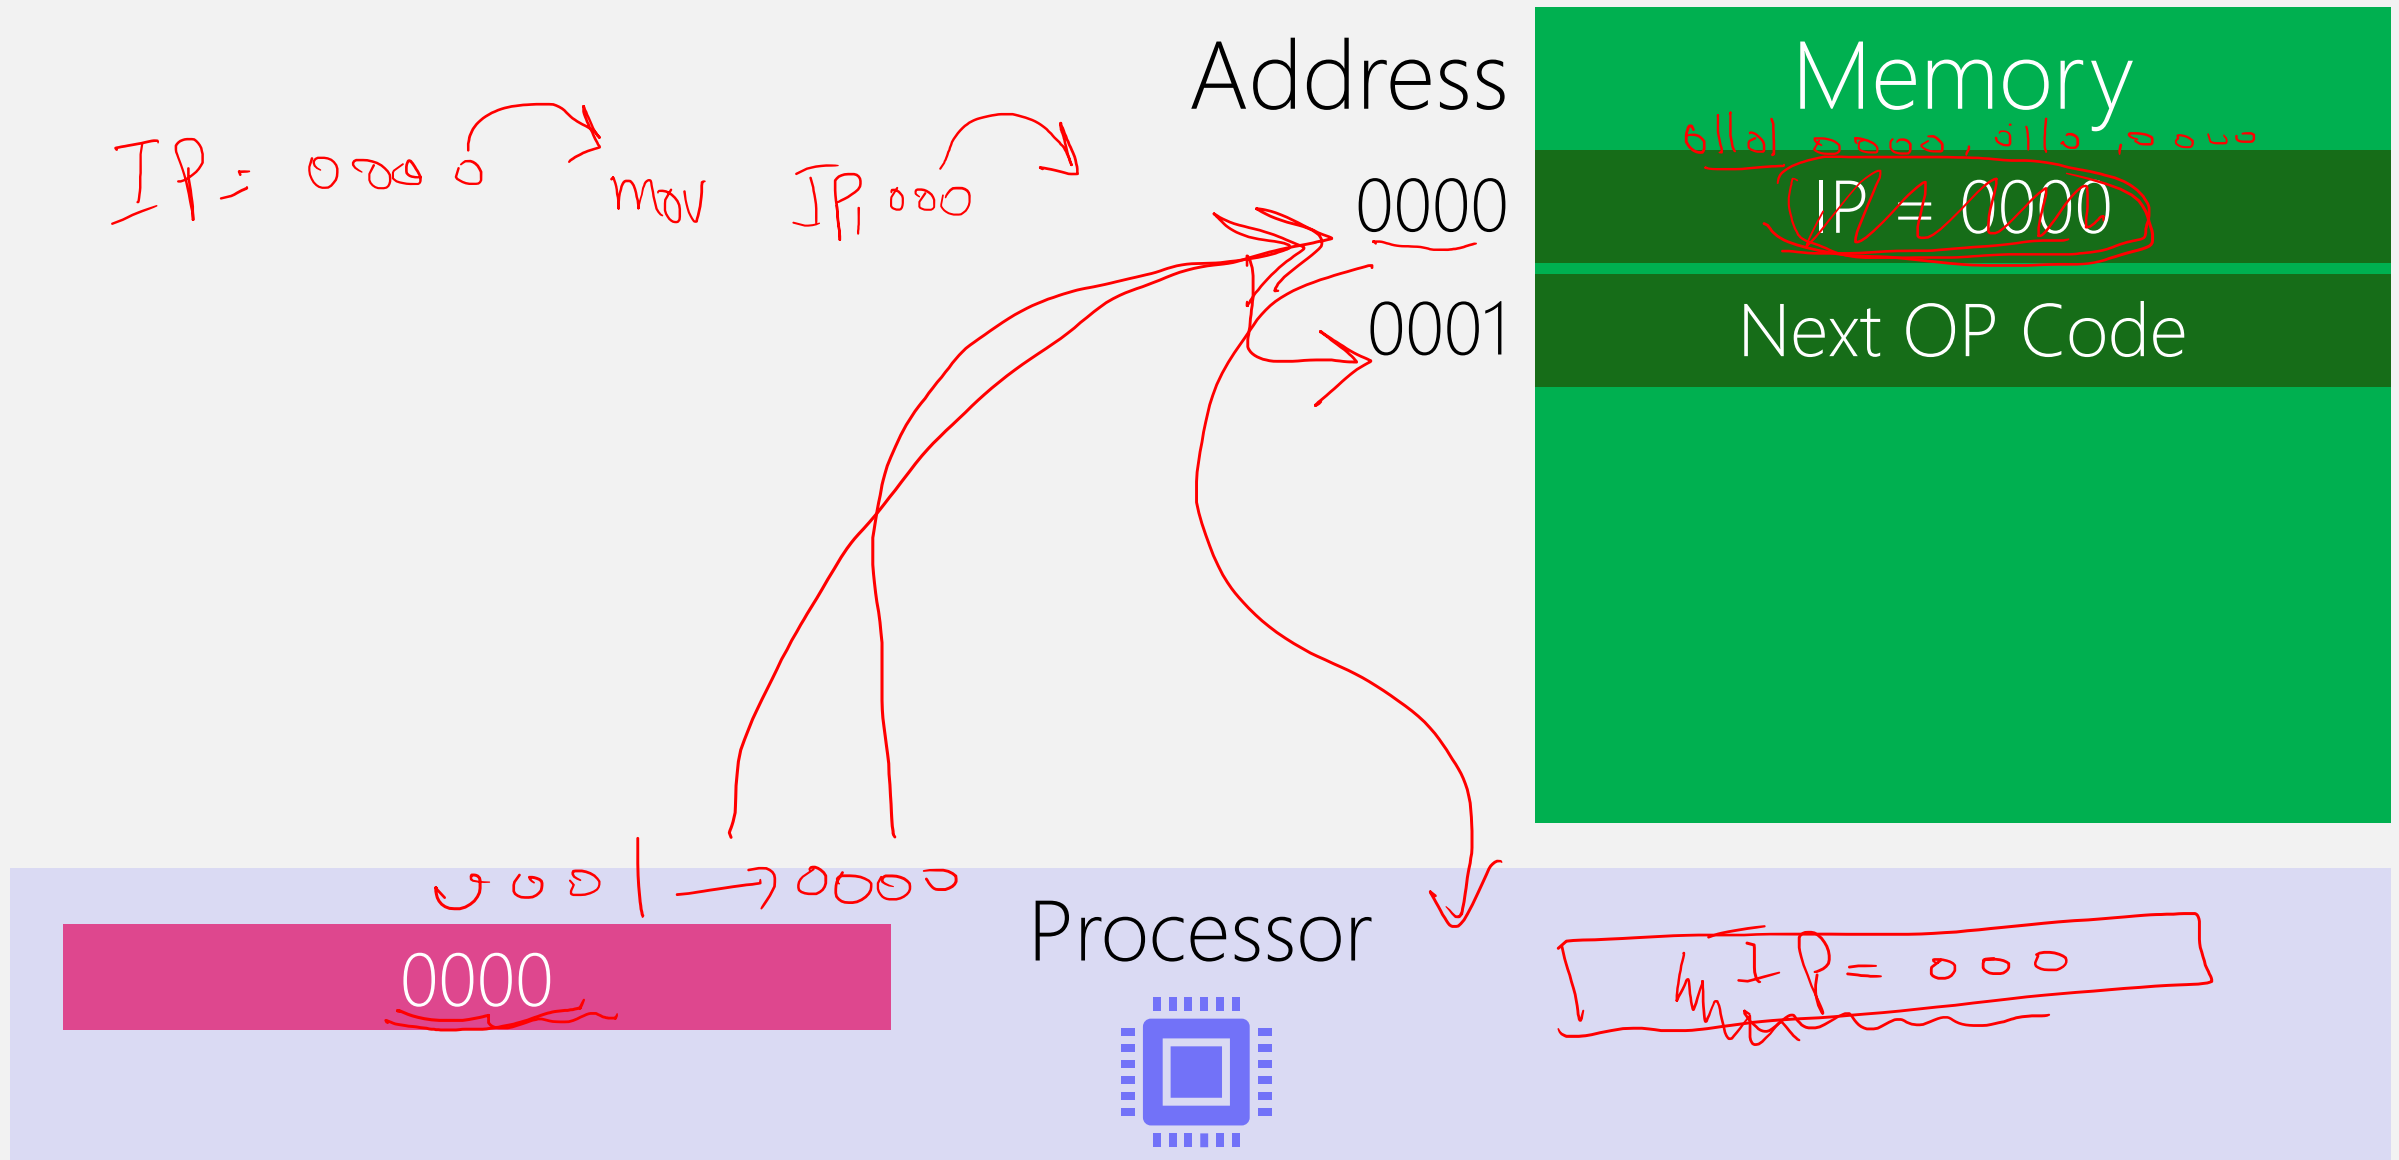 Address
Memory
IP = 0000
mov IP, 000
0000
IP = 0000
0001
Next OP Code
0001 → 0000
Processor
0000
IP = 000